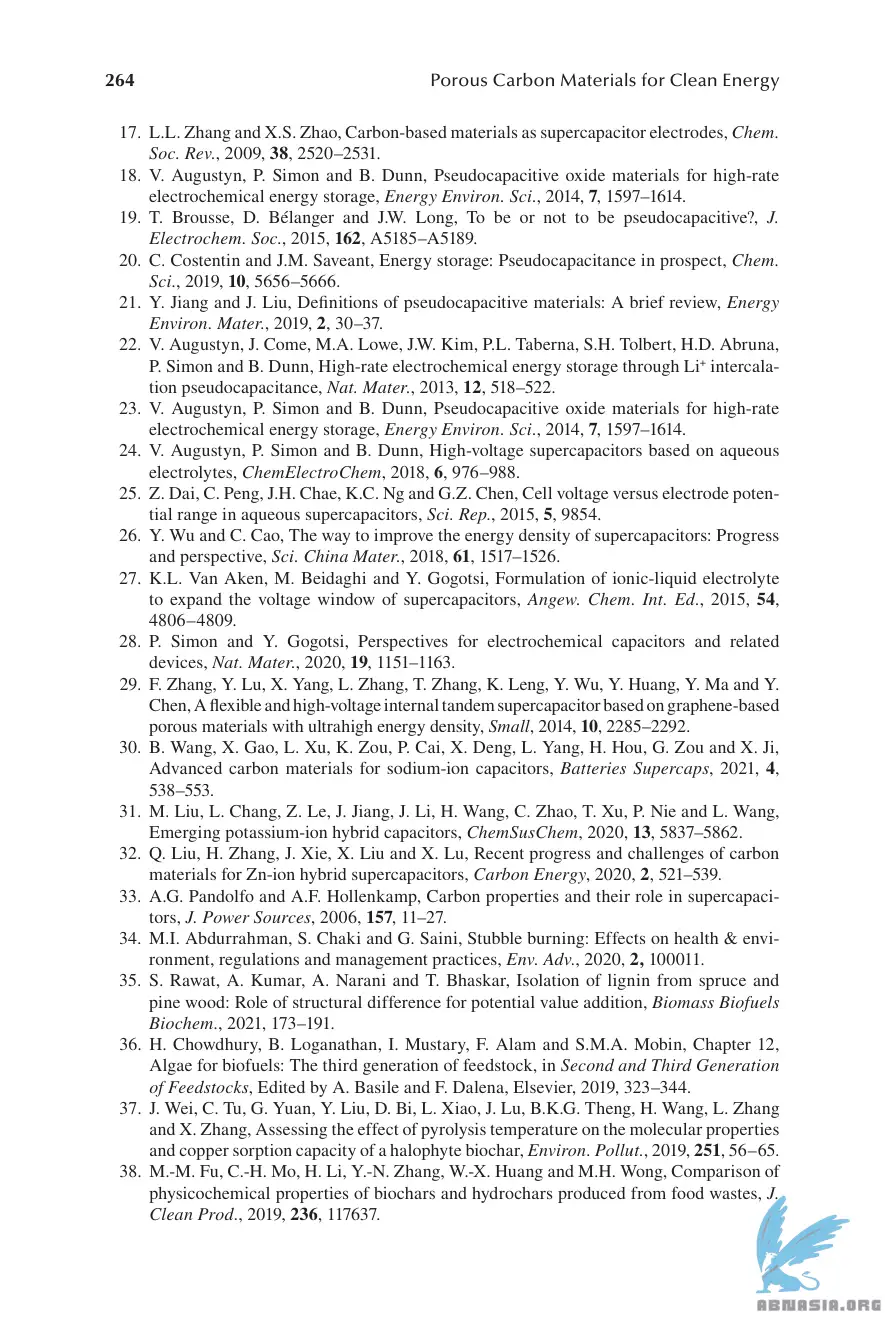 264
Porous Carbon Materials for Clean Energy
17. L.L. Zhang and X.S. Zhao, Carbon-based materials as supercapacitor electrodes, Chem.
Soc. Rev., 2009, 38, 2520–2531.
18. V. Augustyn, P. Simon and B. Dunn, Pseudocapacitive oxide materials for high-rate
electrochemical energy storage, Energy Environ. Sci., 2014, 7, 1597–1614.
19. T. Brousse, D. Bélanger and J.W. Long, To be or not to be pseudocapacitive?, J.
Electrochem. Soc., 2015, 162, A5185–A5189.
20. C. Costentin and J.M. Saveant, Energy storage: Pseudocapacitance in prospect, Chem.
Sci., 2019, 10, 5656–5666.
21. Y. Jiang and J. Liu, Definitions of pseudocapacitive materials: A brief review, Energy
Environ. Mater., 2019, 2, 30–37.
22. V. Augustyn, J. Come, M.A. Lowe, J.W. Kim, P.L. Taberna, S.H. Tolbert, H.D. Abruna,
P. Simon and B. Dunn, High-rate electrochemical energy storage through Li⁺ intercala-
tion pseudocapacitance, Nat. Mater., 2013, 12, 518–522.
23. V. Augustyn, P. Simon and B. Dunn, Pseudocapacitive oxide materials for high-rate
electrochemical energy storage, Energy Environ. Sci., 2014, 7, 1597–1614.
24. V. Augustyn, P. Simon and B. Dunn, High-voltage supercapacitors based on aqueous
electrolytes, ChemElectroChem, 2018, 6, 976–988.
25. Z. Dai, C. Peng, J.H. Chae, K.C. Ng and G.Z. Chen, Cell voltage versus electrode poten-
tial range in aqueous supercapacitors, Sci. Rep., 2015, 5, 9854.
26. Y. Wu and C. Cao, The way to improve the energy density of supercapacitors: Progress
and perspective, Sci. China Mater., 2018, 61, 1517–1526.
27. K.L. Van Aken, M. Beidaghi and Y. Gogotsi, Formulation of ionic-liquid electrolyte
to expand the voltage window of supercapacitors, Angew. Chem. Int. Ed., 2015, 54,
4806–4809.
28. P. Simon and Y. Gogotsi, Perspectives for electrochemical capacitors and related
devices, Nat. Mater., 2020, 19, 1151–1163.
29. F. Zhang, Y. Lu, X. Yang, L. Zhang, T. Zhang, K. Leng, Y. Wu, Y. Huang, Y. Ma and Y.
Chen, A flexible and high-voltage internal tandem supercapacitor based on graphene-based
porous materials with ultrahigh energy density, Small, 2014, 10, 2285–2292.
30. B. Wang, X. Gao, L. Xu, K. Zou, P. Cai, X. Deng, L. Yang, H. Hou, G. Zou and X. Ji,
Advanced carbon materials for sodium-ion capacitors, Batteries Supercaps, 2021, 4,
538–553.
31. M. Liu, L. Chang, Z. Le, J. Jiang, J. Li, H. Wang, C. Zhao, T. Xu, P. Nie and L. Wang,
Emerging potassium-ion hybrid capacitors, ChemSusChem, 2020, 13, 5837–5862.
32. Q. Liu, H. Zhang, J. Xie, X. Liu and X. Lu, Recent progress and challenges of carbon
materials for Zn-ion hybrid supercapacitors, Carbon Energy, 2020, 2, 521–539.
33. A.G. Pandolfo and A.F. Hollenkamp, Carbon properties and their role in supercapaci-
tors, J. Power Sources, 2006, 157, 11–27.
34. M.I. Abdurrahman, S. Chaki and G. Saini, Stubble burning: Effects on health & envi-
ronment, regulations and management practices, Env. Adv., 2020, 2, 100011.
35. S. Rawat, A. Kumar, A. Narani and T. Bhaskar, Isolation of lignin from spruce and
pine wood: Role of structural difference for potential value addition, Biomass Biofuels
Biochem., 2021, 173–191.
36. H. Chowdhury, B. Loganathan, I. Mustary, F. Alam and S.M.A. Mobin, Chapter 12,
Algae for biofuels: The third generation of feedstock, in Second and Third Generation
of Feedstocks, Edited by A. Basile and F. Dalena, Elsevier, 2019, 323–344.
37. J. Wei, C. Tu, G. Yuan, Y. Liu, D. Bi, L. Xiao, J. Lu, B.K.G. Theng, H. Wang, L. Zhang
and X. Zhang, Assessing the effect of pyrolysis temperature on the molecular properties
and copper sorption capacity of a halophyte biochar, Environ. Pollut., 2019, 251, 56–65.
38. M.-M. Fu, C.-H. Mo, H. Li, Y.-N. Zhang, W.-X. Huang and M.H. Wong, Comparison of
physicochemical properties of biochars and hydrochars produced from food wastes, J.
Clean Prod., 2019, 236, 117637.
ABNASIA.ORG